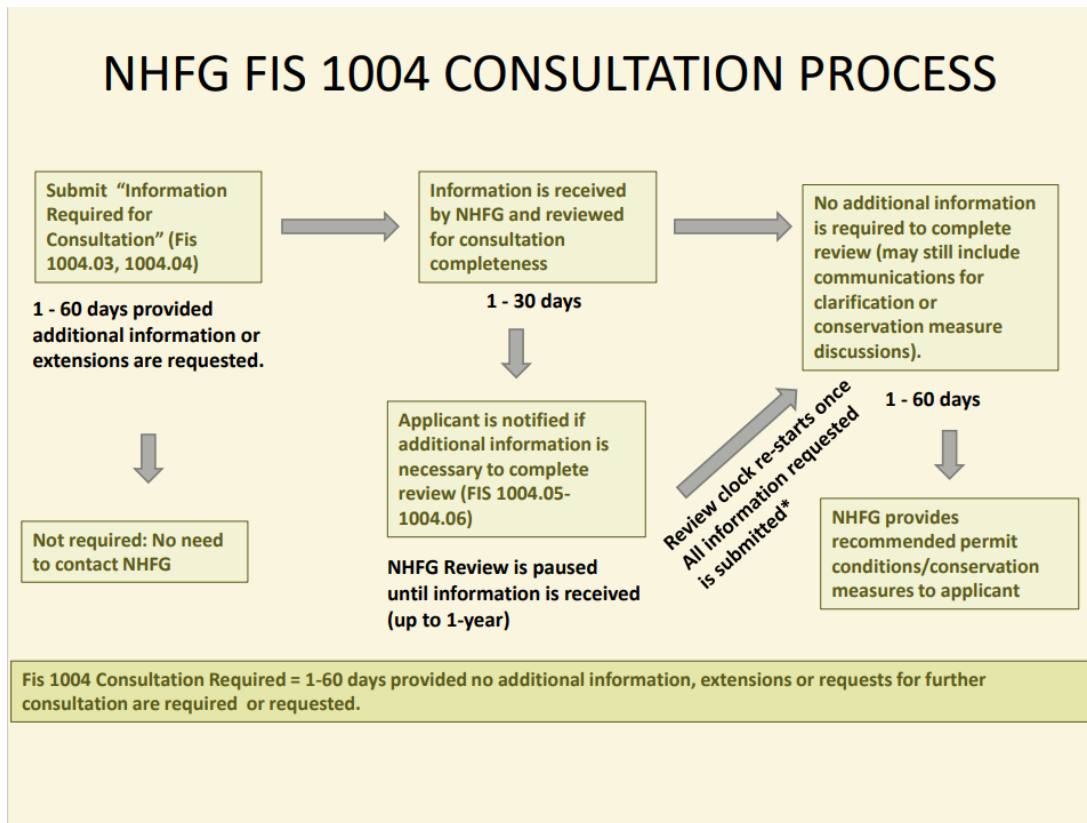 NHFG FIS 1004 CONSULTATION PROCESS
Submit “Information
Required for
Consultation” (Fis
1004.03, 1004.04)
1 - 60 days provided
additional information or
extensions are requested.
Not required: No need
to contact NHFG
Information is received
by NHFG and reviewed
for consultation
completeness
1 - 30 days
Applicant is notified if
additional information is
necessary to complete
review (FIS 1004.05-
1004.06)
NHFG Review is paused
until information is received
(up to 1-year)
Review clock re-starts once
All information requested
is submitted*
No additional information
is required to complete
review (may still include
communications for
clarification or
conservation measure
discussions).
1 - 60 days
NHFG provides
recommended permit
conditions/conservation
measures to applicant
Fis 1004 Consultation Required = 1-60 days provided no additional information, extensions or requests for further
consultation are required or requested.